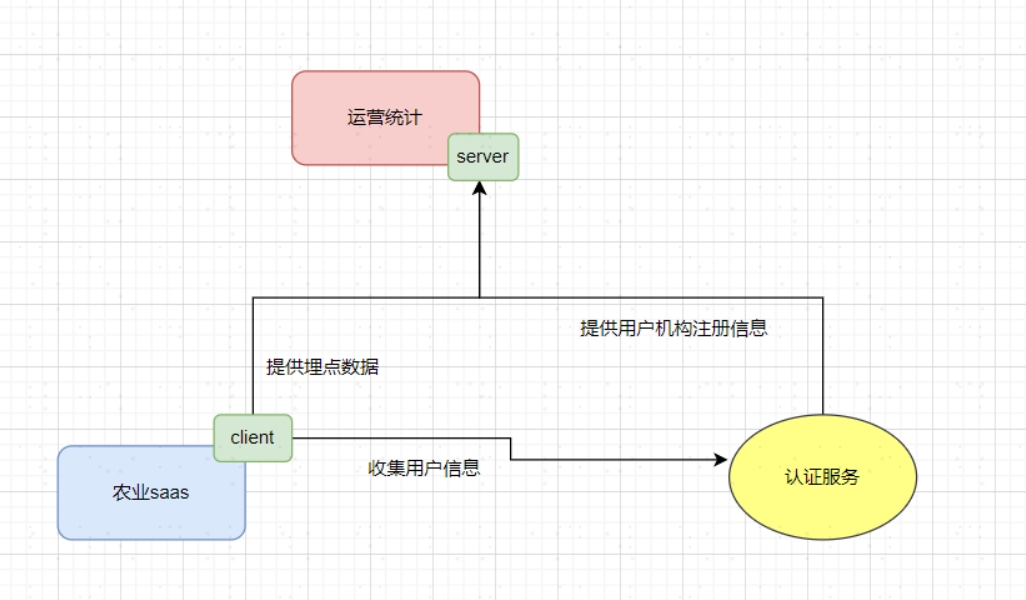 运营统计
server
提供用户机构注册信息
提供埋点数据
client
收集用户信息
认证服务
农业saas